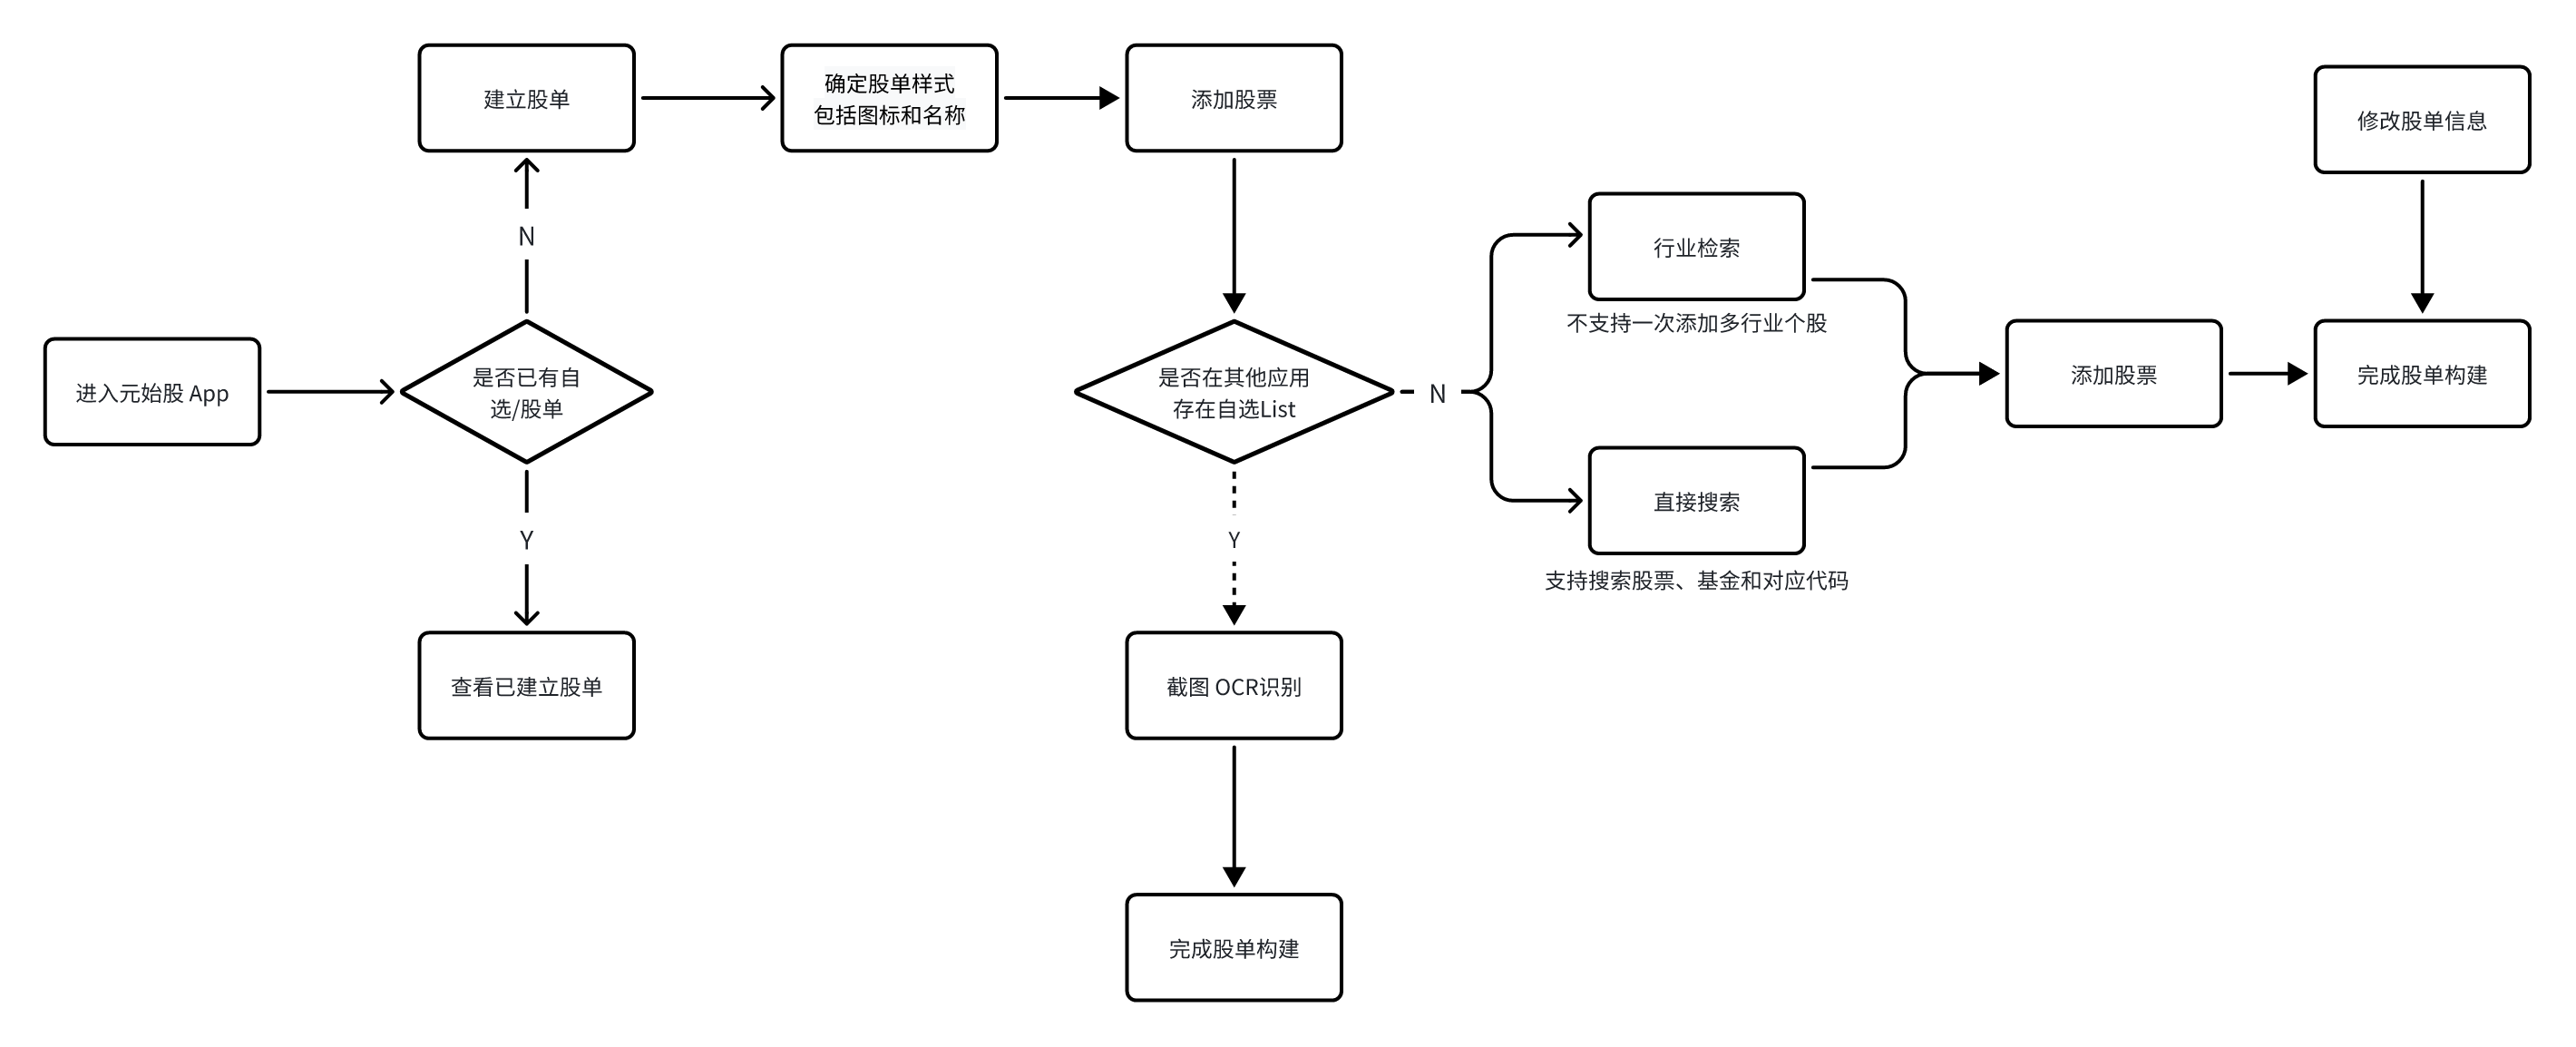 建立股单
确定股单样式
包括图标和名称
添加股票
修改股单信息
N
行业检索
不支持一次添加多行业个股
进入元始股 App
是否已有自
选/股单
是否在其他应用
存在自选List
N
添加股票
完成股单构建
直接搜索
支持搜索股票、基金和对应代码
Y
Y
查看已建立股单
截图 OCR识别
完成股单构建